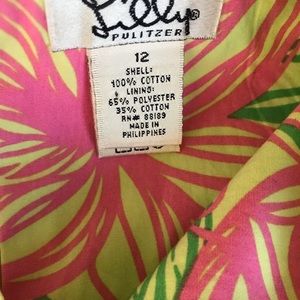 Lilly®
PULITZER
12
SHELL:
100% COTTON
LINING:
65% POLYESTER
35% COTTON
RN# 88189
MADE IN
PHILIPPINES